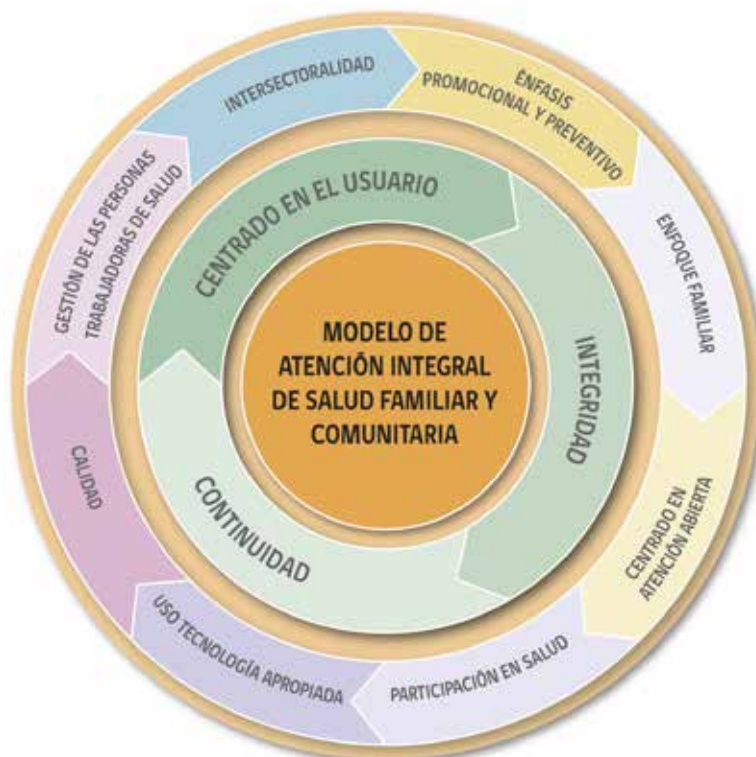 MODELO DE
ATENCIÓN INTEGRAL
DE SALUD FAMILIAR Y
COMUNITARIA
CENTRADO EN EL USUARIO
INTEGRIDAD
CONTINUIDAD
INTERSECTORALIDAD
ÉNFASIS
PROMOCIONAL Y PREVENTIVO
ENFOQUE FAMILIAR
CENTRADO EN
ATENCIÓN ABIERTA
PARTICIPACIÓN EN SALUD
USO TECNOLOGÍA APROPIADA
CALIDAD
GESTIÓN DE LAS PERSONAS
TRABAJADORAS DE SALUD